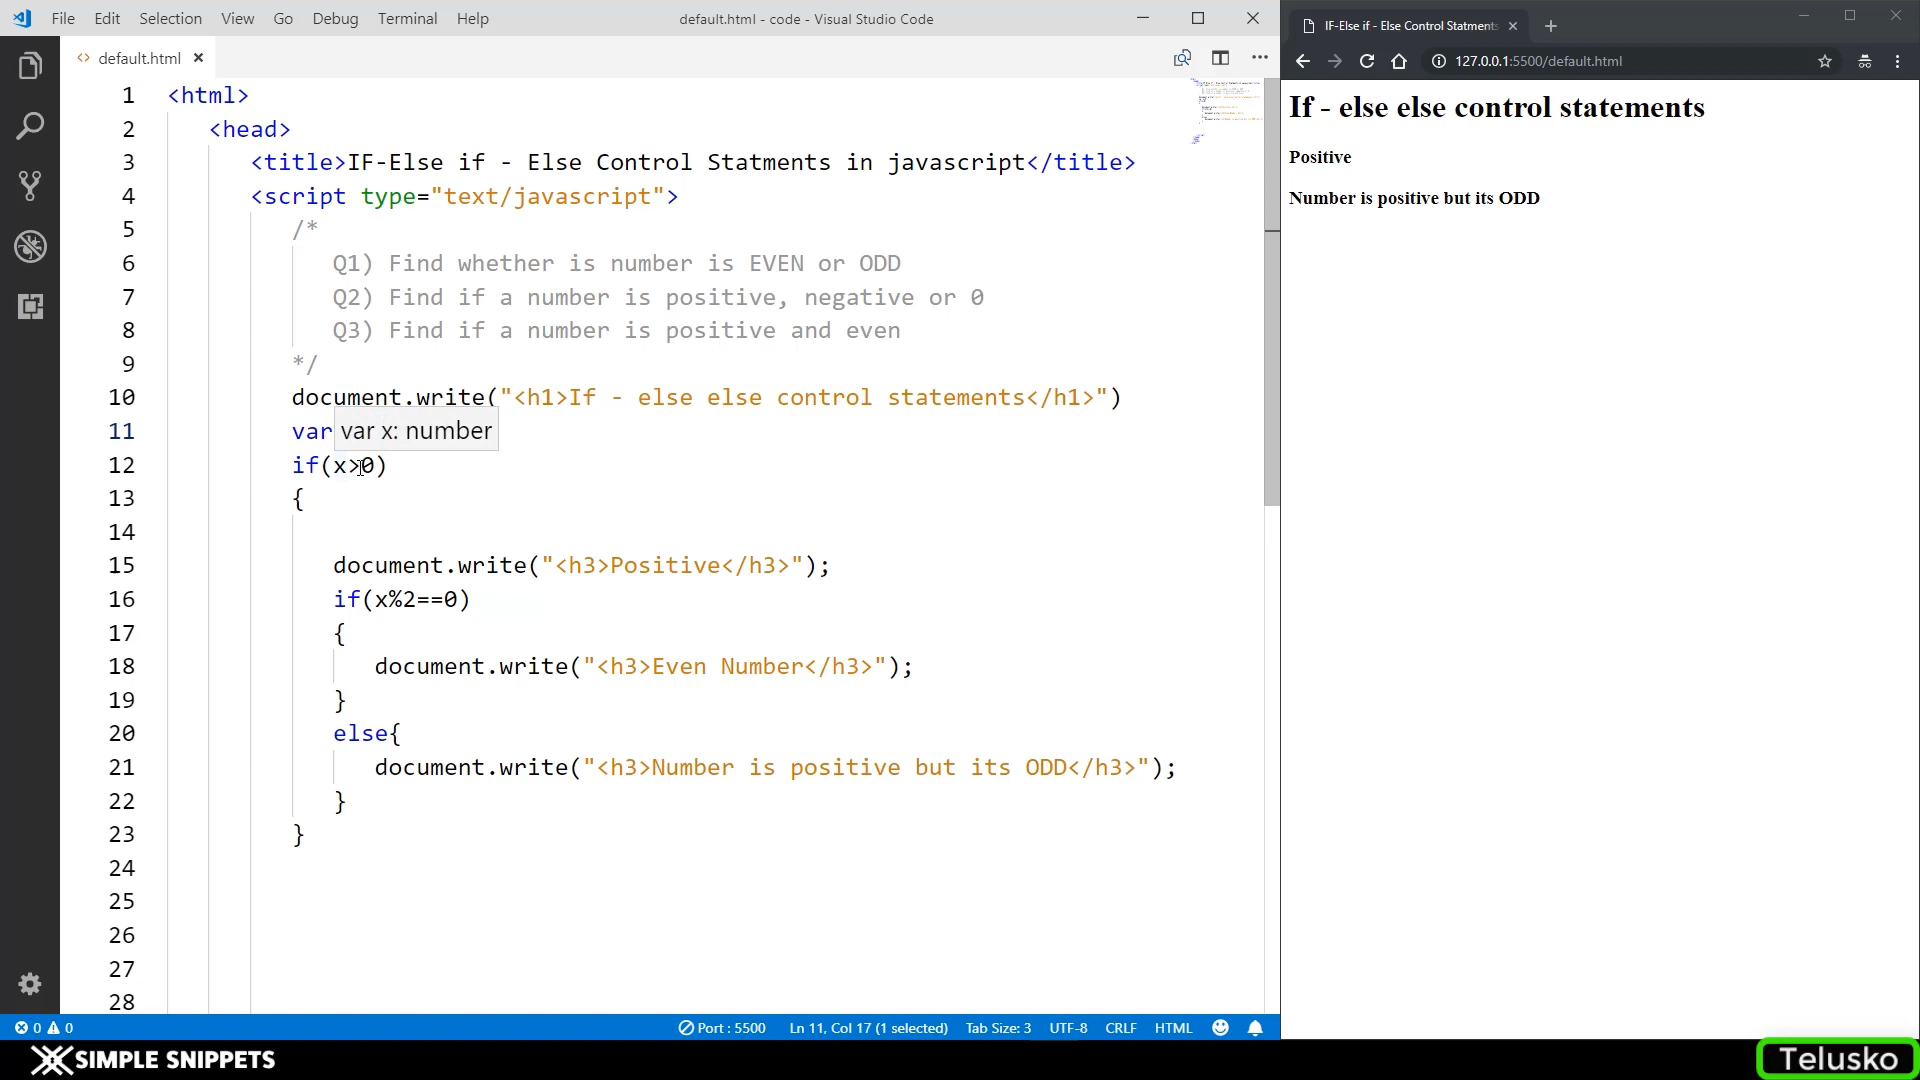 File Edit Selection View Go Debug Terminal Help
default.html - code - Visual Studio Code
default.html
1 <html>
2 <head>
3 <title>IF-Else if - Else Control Statments in javascript</title>
4 <script type="text/javascript">
5 /*
6 Q1) Find whether is number is EVEN or ODD
7 Q2) Find if a number is positive, negative or 0
8 Q3) Find if a number is positive and even
9 */
10 document.write("<h1>If - else else control statements</h1>")
11 var
var x: number
12 if(x>0)
13 {
14
15 document.write("<h3>Positive</h3>");
16 if(x%2==0)
17 {
18 document.write("<h3>Even Number</h3>");
19 }
20 else{
21 document.write("<h3>Number is positive but its ODD</h3>");
22 }
23 }
24
25
26
27
28
0 0 Port : 5500 Ln 11, Col 17 (1 selected) Tab Size: 3 UTF-8 CRLF HTML
IF-Else if - Else Control Statments
127.0.0.1:5500/default.html
If - else else control statements
Positive
Number is positive but its ODD
SIMPLE SNIPPETS
Telusko